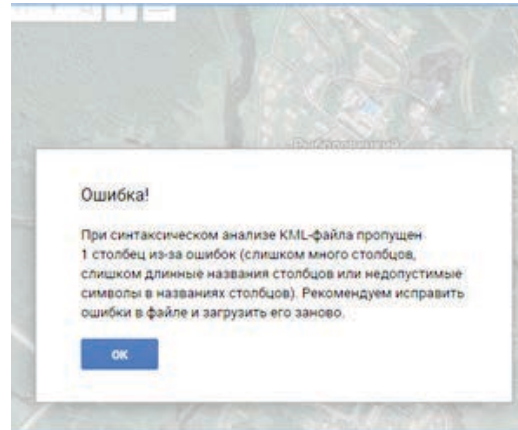 Ошибка!
При синтаксическом анализе KML-файла пропущен
1 столбец из-за ошибок (слишком много столбцов,
слишком длинные названия столбцов или недопустимые
символы в названиях столбцов). Рекомендуем исправить
ошибки в файле и загрузить его заново.
ОК